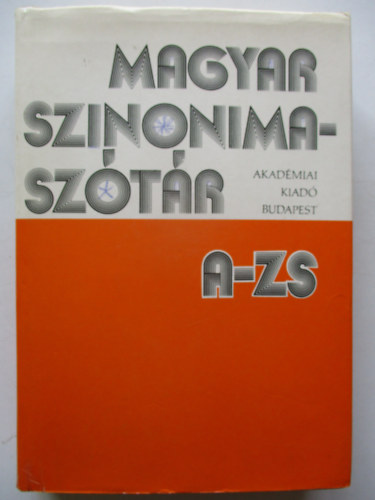 MAGYAR
SZINONIMA-
SZÓTÁR
AKADÉMIAI
KIADÓ
BUDAPEST
A-ZS